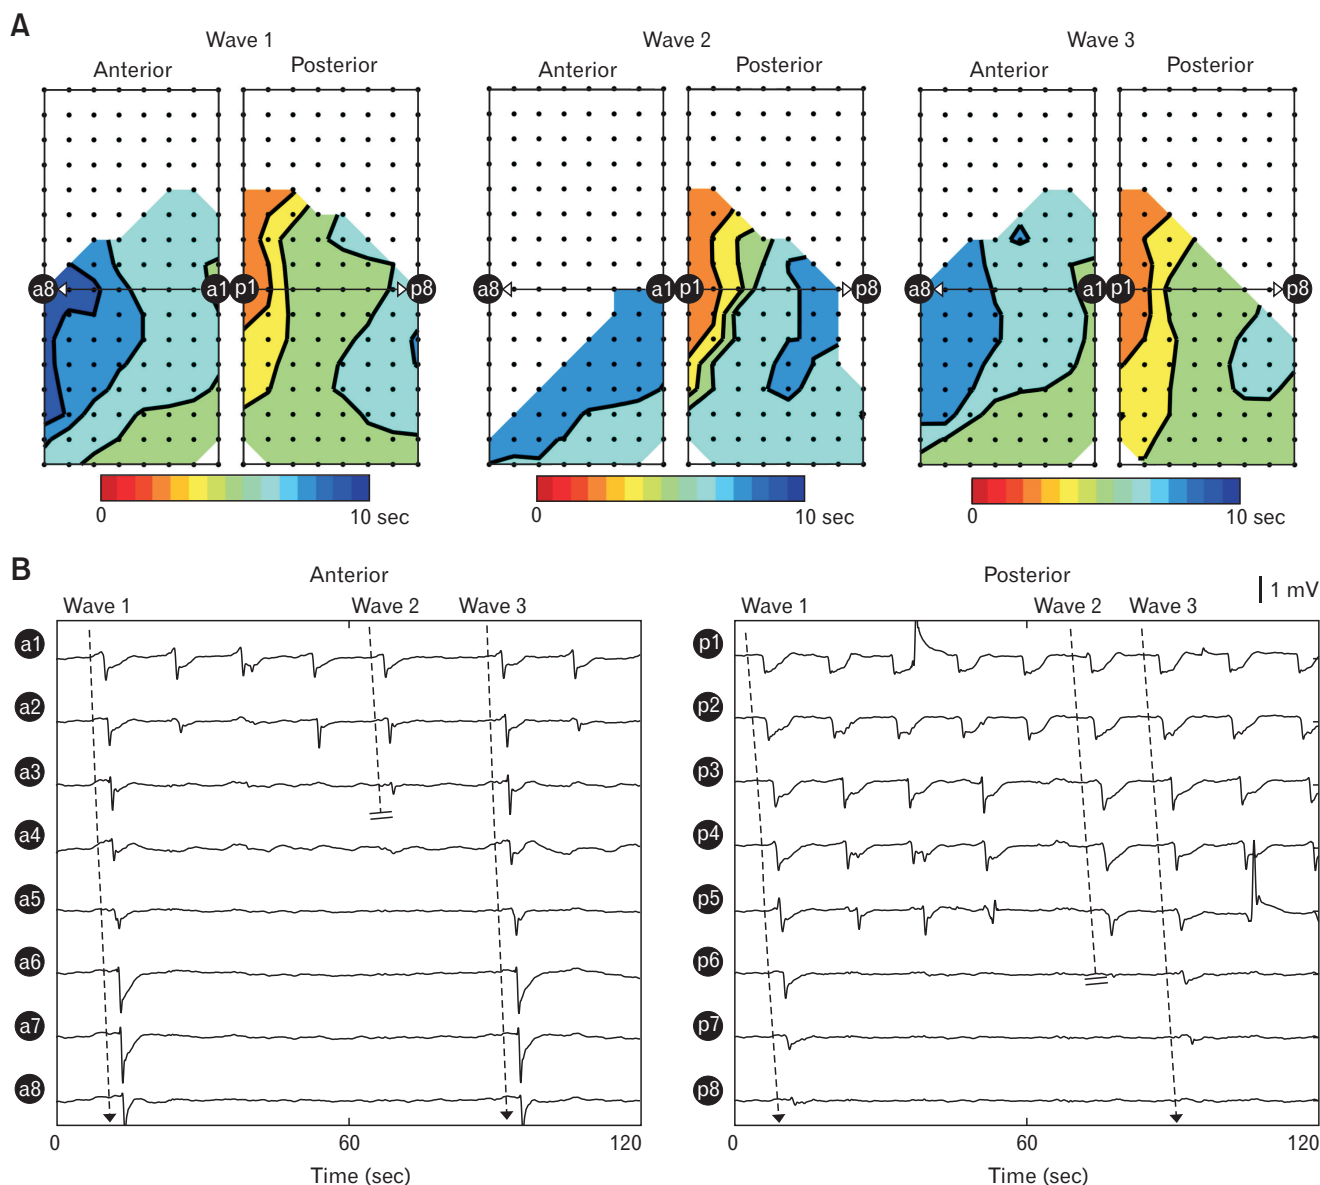 A
Wave 1
Wave 2
Wave 3
Anterior
Posterior
Anterior
Posterior
Anterior
Posterior
a8
a1
p1
p8
a8
a1
p1
p8
a8
a1
p1
p8
0
10 sec
0
10 sec
0
10 sec
B
Anterior
Posterior
1 mV
Wave 1
Wave 2
Wave 3
Wave 1
Wave 2
Wave 3
a1
a2
a3
a4
a5
a6
a7
a8
p1
p2
p3
p4
p5
p6
p7
p8
0
60
120
0
60
120
Time (sec)
Time (sec)